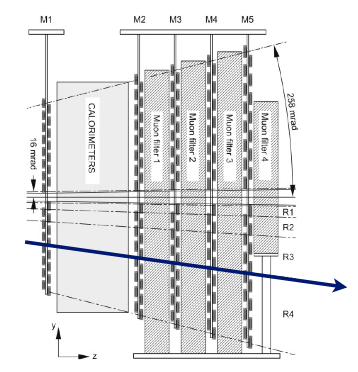 M1 M2 M3 M4 M5
CALORIMETERS
Muon filter 1
Muon filter 2
Muon filter 3
Muon filter 4
258 mrad
16 mrad
R1
R2
R3
R4
y
z